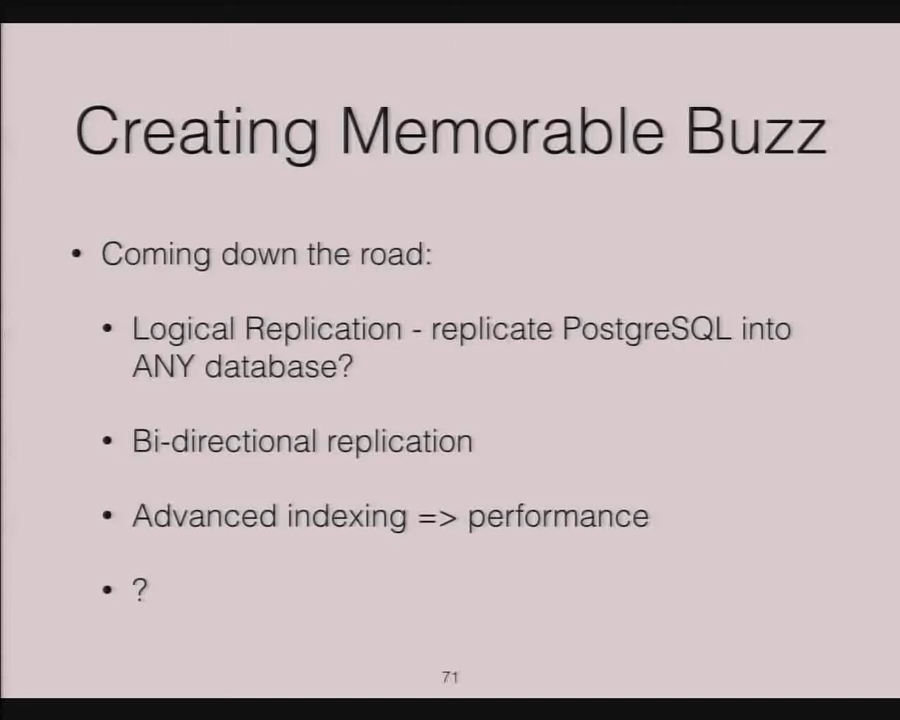 Creating Memorable Buzz
• Coming down the road:
• Logical Replication - replicate PostgreSQL into
ANY database?
• Bi-directional replication
• Advanced indexing => performance
• ?
71